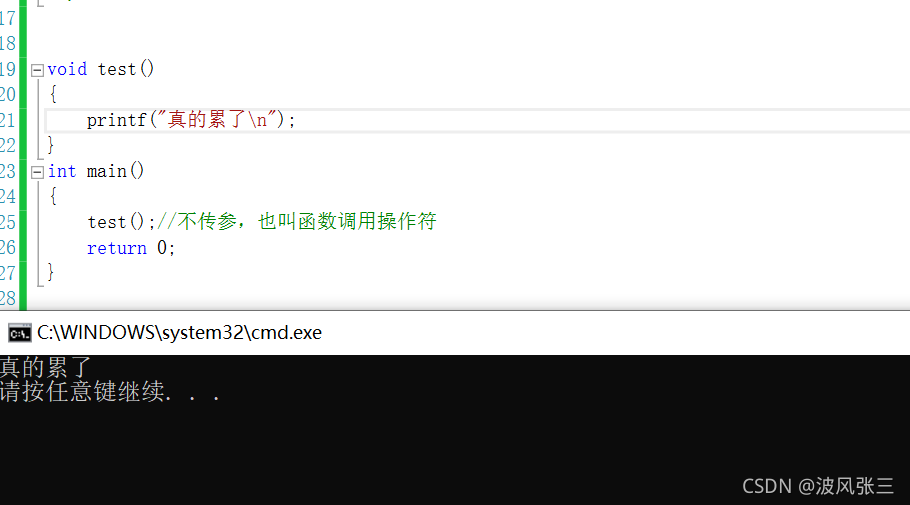 17
18
19 void test()
20 {
21 printf("真的累了\n");
22 }
23 int main()
24 {
25 test();//不传参，也叫函数调用操作符
26 return 0;
27 }
28
C:\WINDOWS\system32\cmd.exe
真的累了
请按任意键继续. . .
CSDN @波风张三